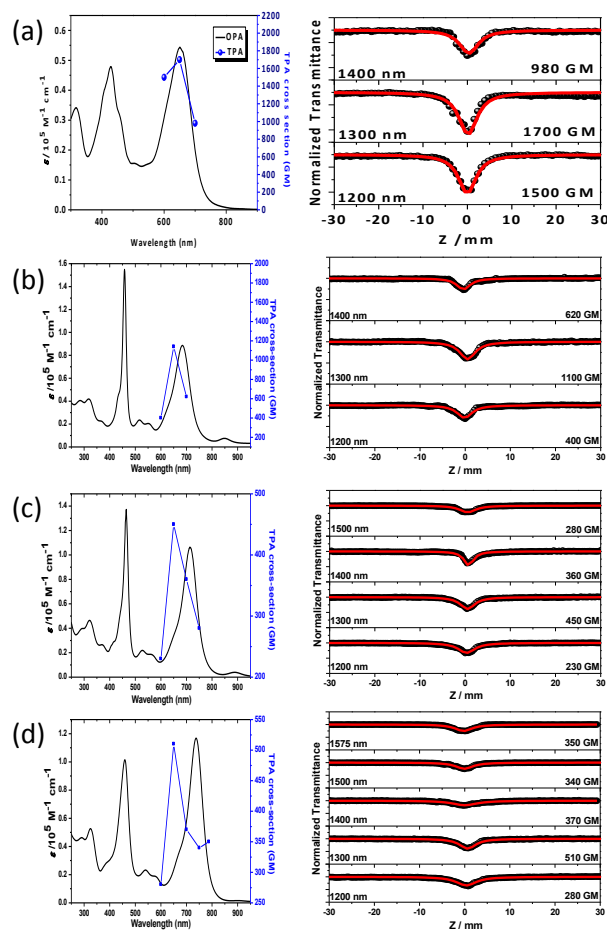 (a)
OPA
TPA
ε / 10⁵ M⁻¹ cm⁻¹
0.6
0.5
0.4
0.3
0.2
0.1
0.0
400 600 800
Wavelength (nm)
2200
2000
1800
1600
1400
1200
1000
800
600
400
200
0
TPA cross section (GM)
Normalized Transmittance
1400 nm 980 GM
1300 nm 1700 GM
1200 nm 1500 GM
-30 -20 -10 0 10 20 30
Z / mm
(b)
ε /10⁵ M⁻¹ cm⁻¹
1.6
1.4
1.2
1.0
0.8
0.6
0.4
0.2
0.0
300 400 500 600 700 800 900
Wavelength (nm)
2000
1800
1600
1400
1200
1000
800
600
400
200
TPA cross-section (GM)
Normalized Transmittance
1400 nm 620 GM
1300 nm 1100 GM
1200 nm 400 GM
-30 -20 -10 0 10 20 30
Z / mm
(c)
ε /10⁵ M⁻¹ cm⁻¹
1.4
1.2
1.0
0.8
0.6
0.4
0.2
0.0
300 400 500 600 700 800 900
Wavelength (nm)
500
450
400
350
300
250
200
TPA cross-section (GM)
Normalized Transmittance
1500 nm 280 GM
1400 nm 360 GM
1300 nm 450 GM
1200 nm 230 GM
-30 -20 -10 0 10 20 30
Z / mm
(d)
ε /10⁵ M⁻¹ cm⁻¹
1.2
1.0
0.8
0.6
0.4
0.2
0.0
300 400 500 600 700 800 900
Wavelength (nm)
550
500
450
400
350
300
250
TPA cross-section (GM)
Normalized Transmittance
1575 nm 350 GM
1500 nm 340 GM
1400 nm 370 GM
1300 nm 510 GM
1200 nm 280 GM
-30 -20 -10 0 10 20 30
Z / mm